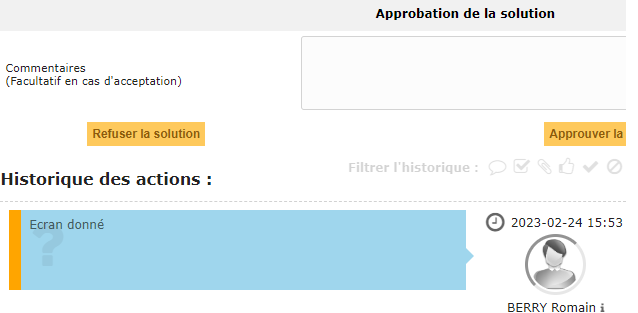 Approbation de la solution
Commentaires
(Facultatif en cas d'acceptation)
Refuser la solution
Approuver la
Filtrer l'historique :
Historique des actions :
Ecran donné
2023-02-24 15:53
BERRY Romain